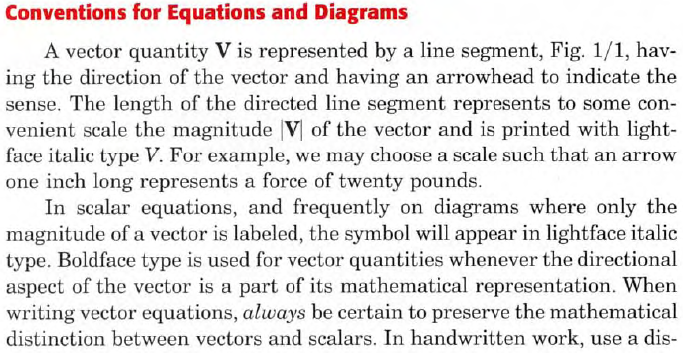 Conventions for Equations and Diagrams
A vector quantity V is represented by a line segment, Fig. 1/1, hav-
ing the direction of the vector and having an arrowhead to indicate the
sense. The length of the directed line segment represents to some con-
venient scale the magnitude |V| of the vector and is printed with light-
face italic type V. For example, we may choose a scale such that an arrow
one inch long represents a force of twenty pounds.
In scalar equations, and frequently on diagrams where only the
magnitude of a vector is labeled, the symbol will appear in lightface italic
type. Boldface type is used for vector quantities whenever the directional
aspect of the vector is a part of its mathematical representation. When
writing vector equations, always be certain to preserve the mathematical
distinction between vectors and scalars. In handwritten work, use a dis-